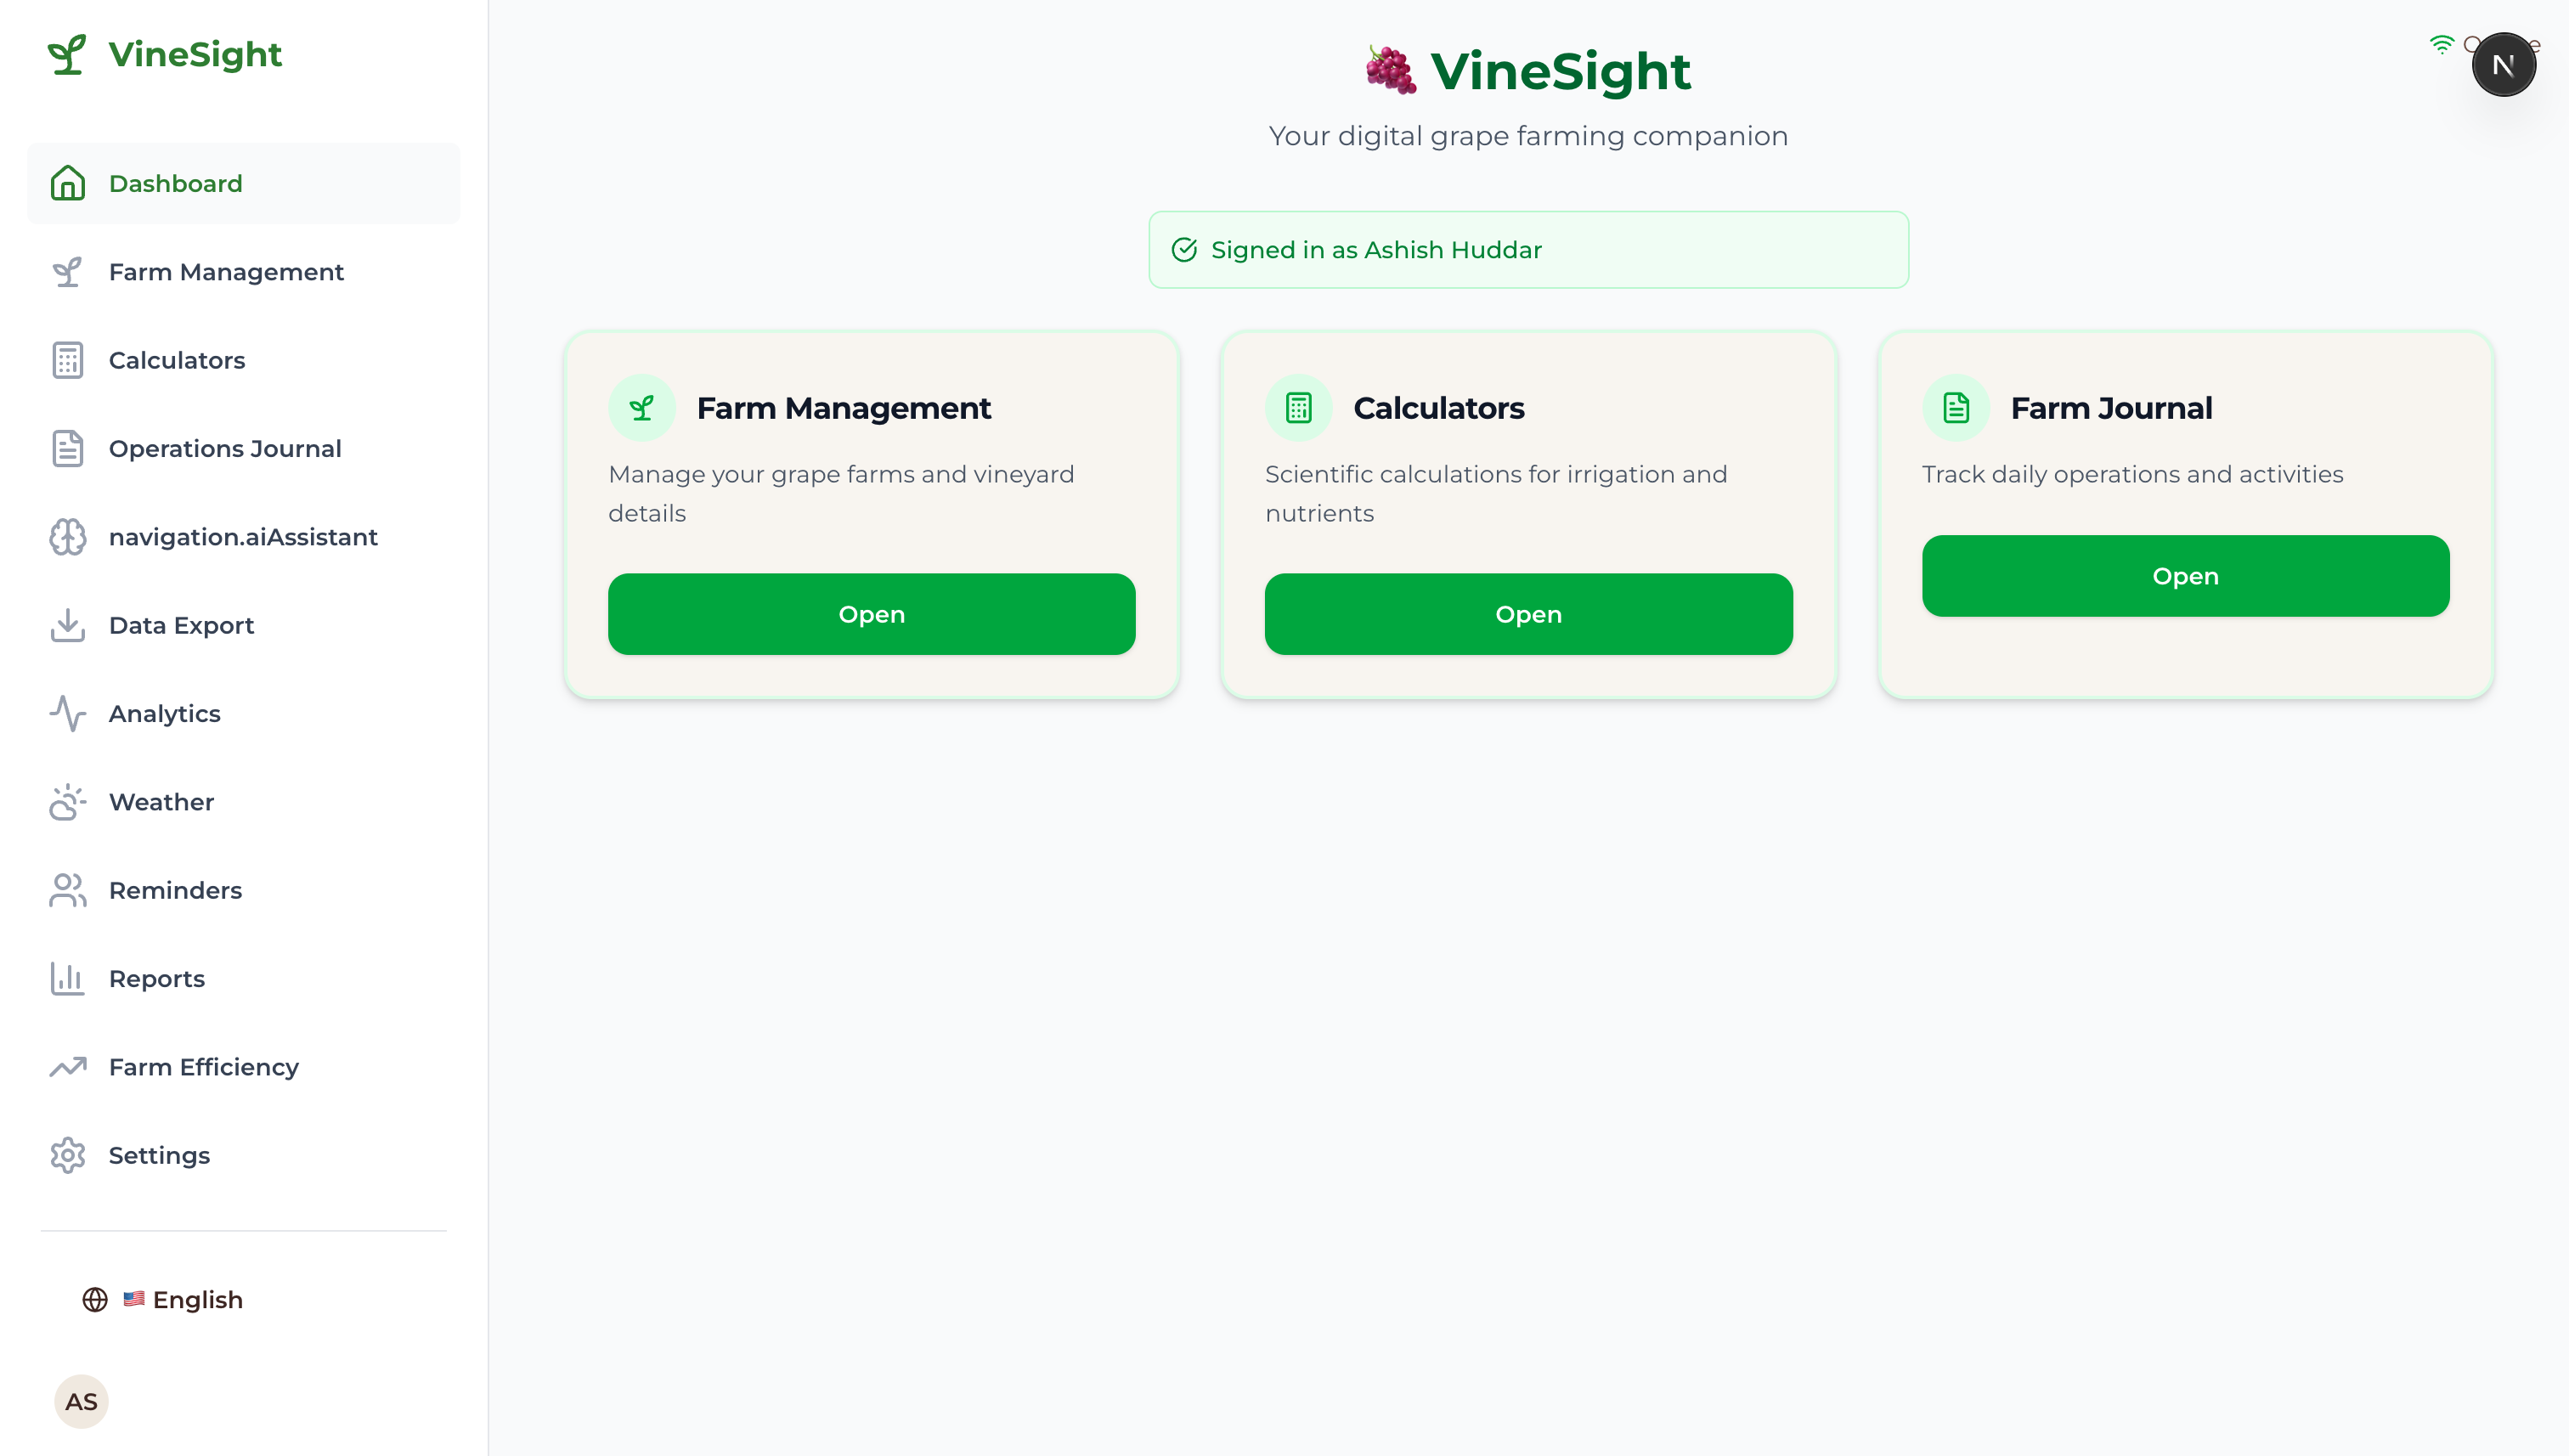 VineSight
Dashboard
Farm Management
Calculators
Operations Journal
navigation.aiAssistant
Data Export
Analytics
Weather
Reminders
Reports
Farm Efficiency
Settings
English
AS
VineSight
Your digital grape farming companion
N
Signed in as Ashish Huddar
Farm Management
Manage your grape farms and vineyard
details
Open
Calculators
Scientific calculations for irrigation and
nutrients
Open
Farm Journal
Track daily operations and activities
Open